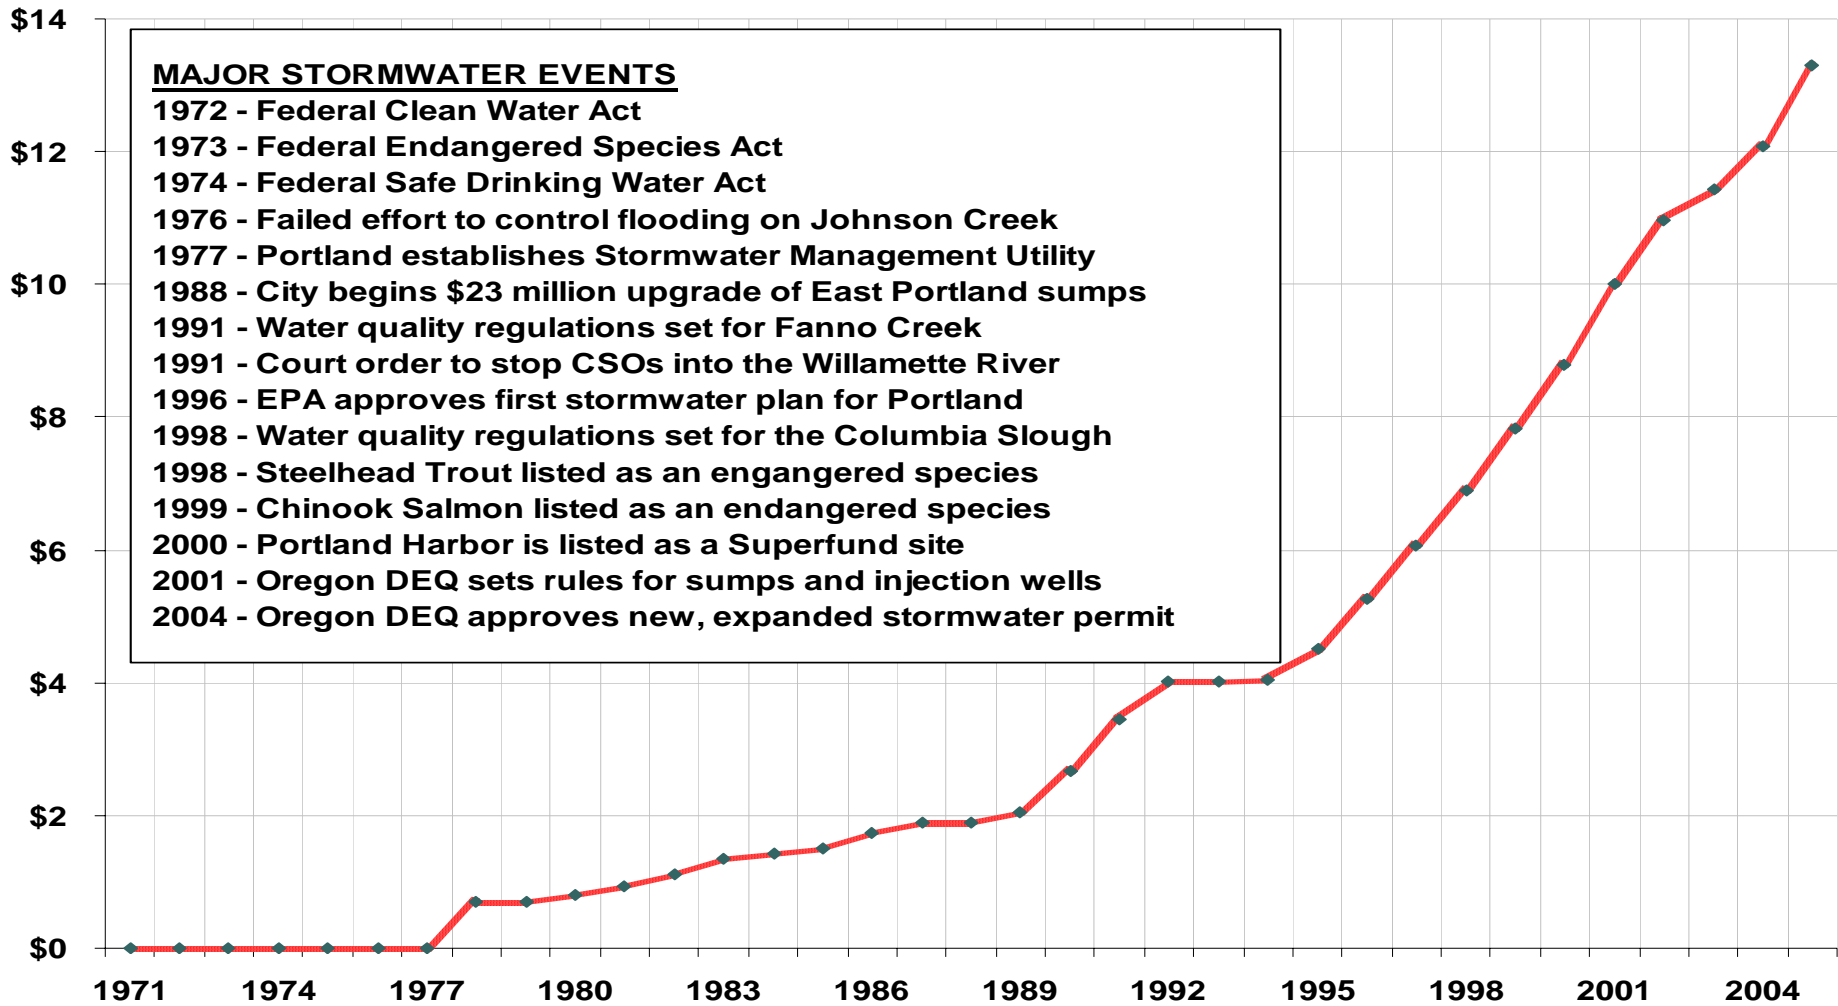 $14
MAJOR STORMWATER EVENTS
1972 - Federal Clean Water Act
$12
1973 - Federal Endangered Species Act
1974 - Federal Safe Drinking Water Act
1976 - Failed effort to control flooding on Johnson Creek
1977 - Portland establishes Stormwater Management Utility
$10
1988 - City begins $23 million upgrade of East Portland sumps
1991 - Water quality regulations set for Fanno Creek
1991 - Court order to stop CSOs into the Willamette River
1996 - EPA approves first stormwater plan for Portland
$8
1998 - Water quality regulations set for the Columbia Slough
1998 - Steelhead Trout listed as an engangered species
1999 - Chinook Salmon listed as an endangered species
2000 - Portland Harbor is listed as a Superfund site
$6
2001 - Oregon DEQ sets rules for sumps and injection wells
2004 - Oregon DEQ approves new, expanded stormwater permit
$4
$2
$0
1971 1974 1977 1980 1983 1986 1989 1992 1995 1998 2001 2004